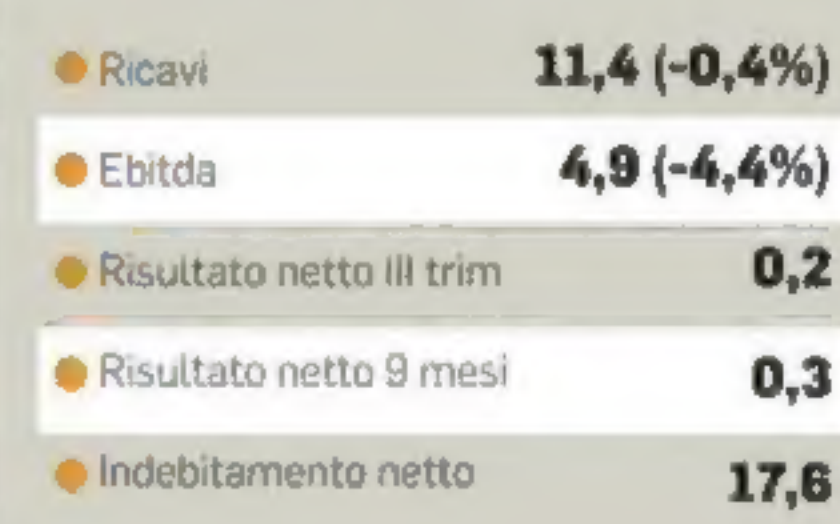 Ricavi 11,4 (-0,4%)
Ebitda 4,9 (-4,4%)
Risultato netto III trim 0,2
Risultato netto 9 mesi 0,3
Indebitamento netto 17,6